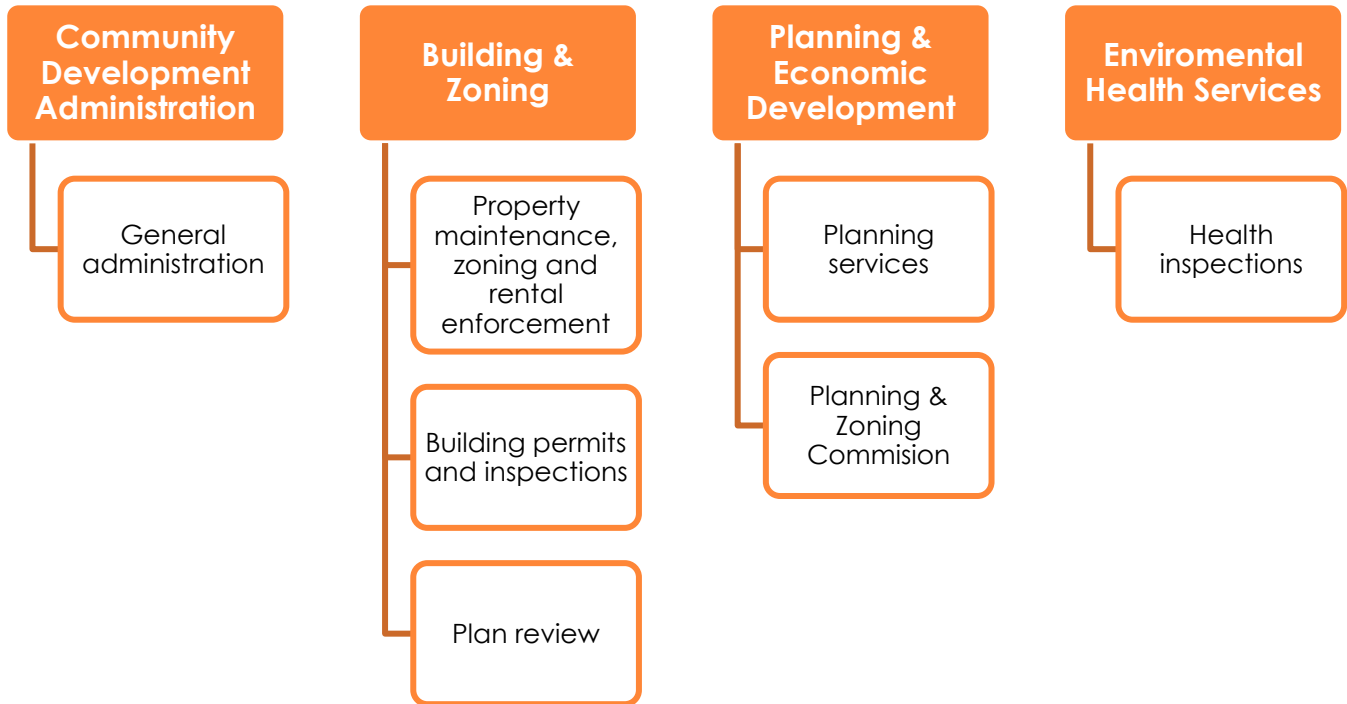 Community
Development
Administration
General
administration
Building &
Zoning
Property
maintenance,
zoning and
rental
enforcement
Building permits
and inspections
Plan review
Planning &
Economic
Development
Planning
services
Planning &
Zoning
Commision
Enviromental
Health Services
Health
inspections